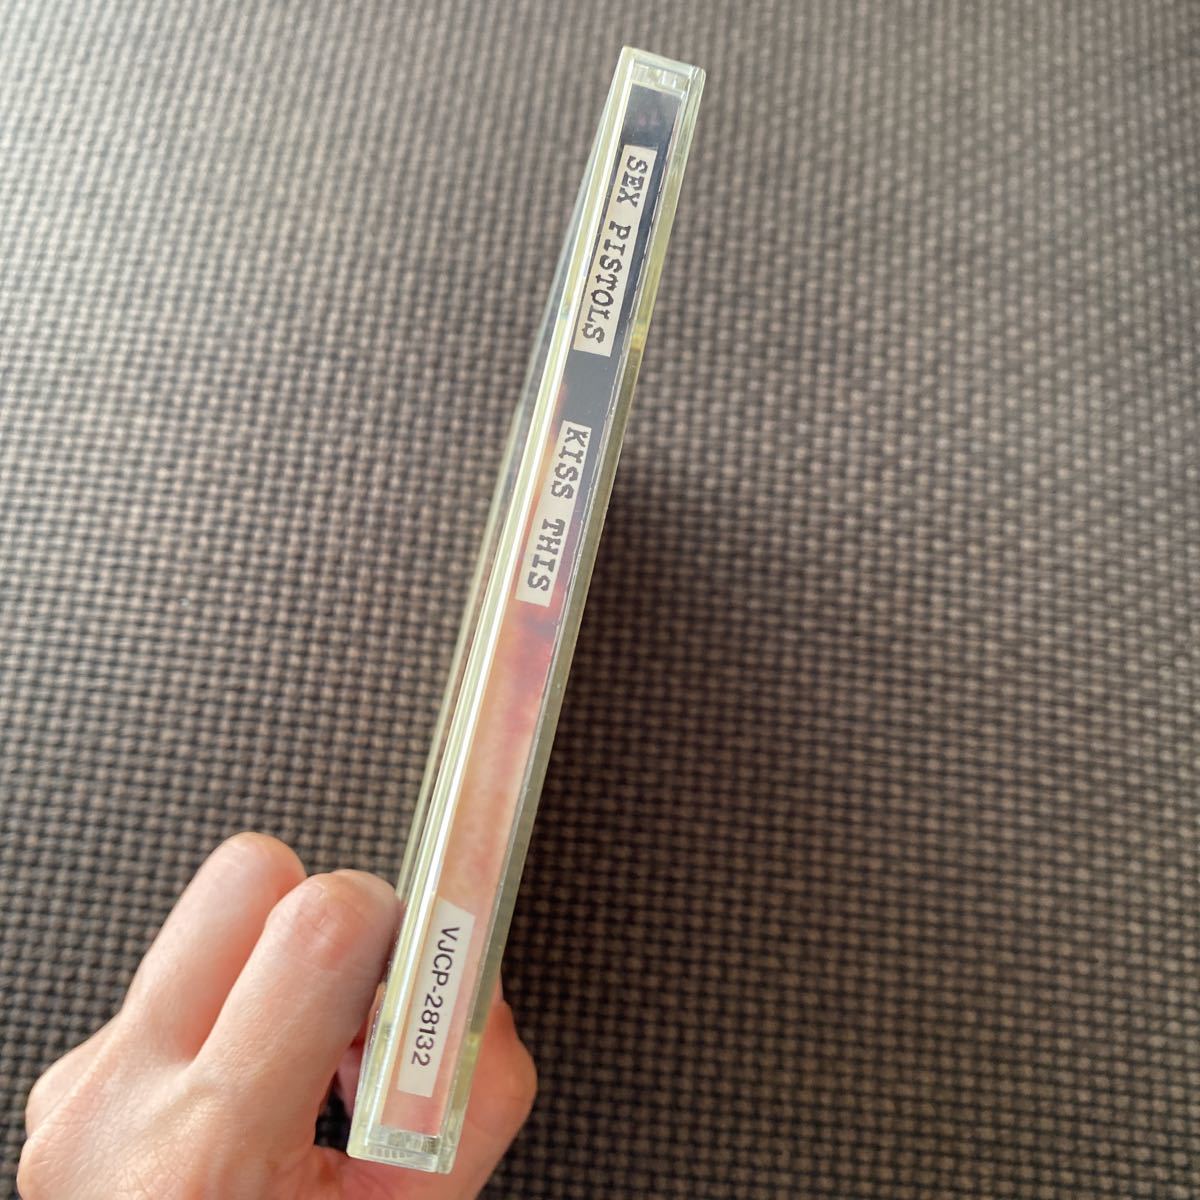 SEX PISTOLS
KISS THIS
VJCP-28132